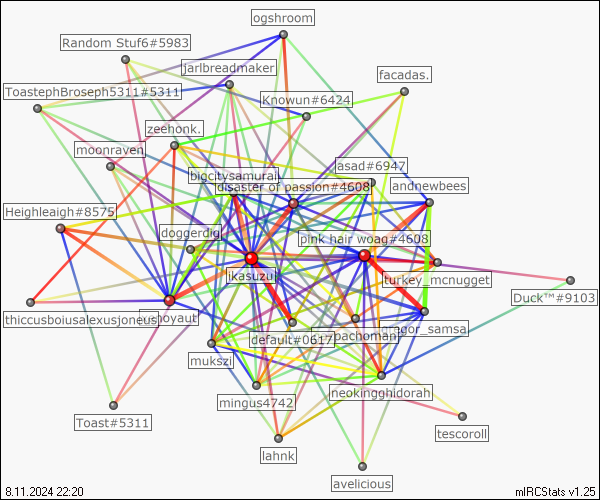 ogshroom
Random Stuf6#5983
jarlbreadmaker
facadas.
ToastephBroseph5311#5311
Knowun#6424
zeehonk.
moonraven
jasad#6947
bigcitysamurai
disaster of passion#4608
andnewbees
Heighleaigh#8575
doggerdig
pink hair woag#4608
ikasuzu
turkey_mcnugget
Duck™#9103
thiccusboiusalexusjoneus
gregor_samsa
default#0617
pachoman
mukszi
neokingghidorah
mingus4742
Toast#5311
tescoroll
lahnk
avelicious
8.11.2024 22:20
mIRCStats v1.25